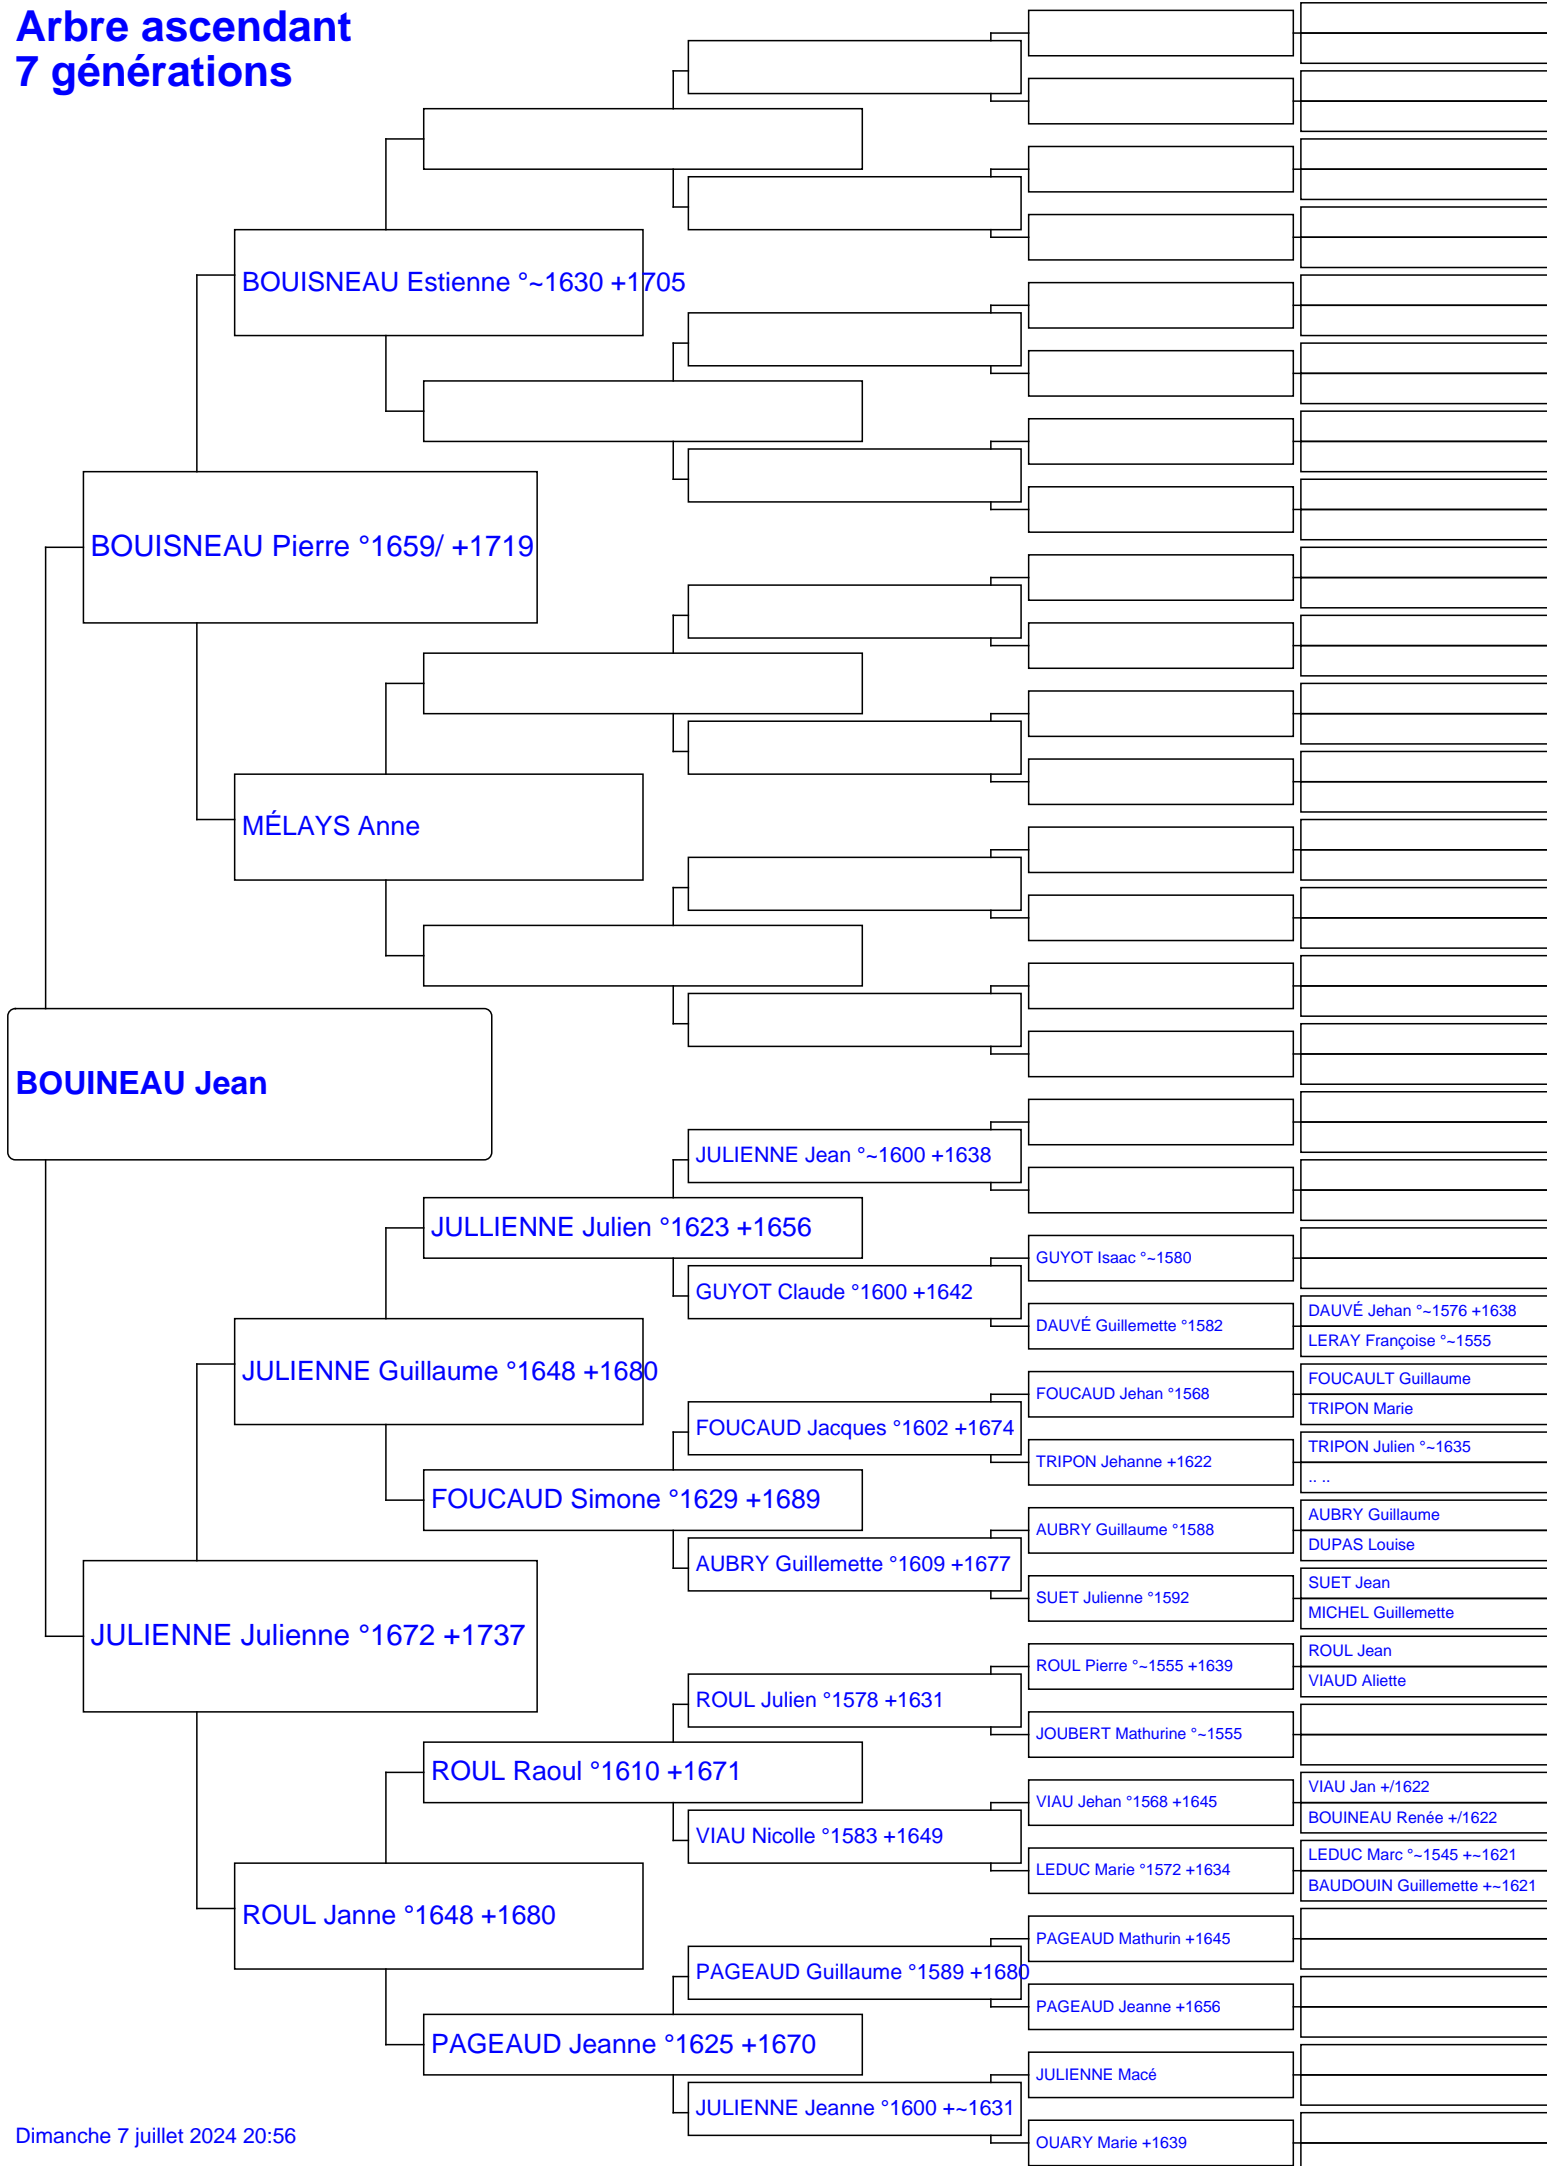 Arbre ascendant
7 générations
BOUISNEAU Estienne °~1630 +1705
BOUISNEAU Pierre °1659/ +1719
MÉLAYS Anne
BOUINEAU Jean
JULIENNE Jean °~1600 +1638
JULLIENNE Julien °1623 +1656
GUYOT Isaac °~1580
GUYOT Claude °1600 +1642
DAUVÉ Jehan °~1576 +1638
DAUVÉ Guillemette °1582
LERAY Françoise °~1555
JULIENNE Guillaume °1648 +1680
FOUCAULT Guillaume
FOUCAUD Jehan °1568
TRIPON Marie
FOUCAUD Jacques °1602 +1674
TRIPON Julien °~1635
TRIPON Jehanne +1622
.. ..
FOUCAUD Simone °1629 +1689
AUBRY Guillaume
AUBRY Guillaume °1588
DUPAS Louise
AUBRY Guillemette °1609 +1677
SUET Jean
SUET Julienne °1592
MICHEL Guillemette
JULIENNE Julienne °1672 +1737
ROUL Jean
ROUL Pierre °~1555 +1639
VIAUD Aliette
ROUL Julien °1578 +1631
JOUBERT Mathurine °~1555
ROUL Raoul °1610 +1671
VIAU Jan +/1622
VIAU Jehan °1568 +1645
BOUINEAU Renée +/1622
VIAU Nicolle °1583 +1649
LEDUC Marc °~1545 +~1621
LEDUC Marie °1572 +1634
BAUDOUIN Guillemette +~1621
ROUL Janne °1648 +1680
PAGEAUD Mathurin +1645
PAGEAUD Guillaume °1589 +1680
PAGEAUD Jeanne +1656
PAGEAUD Jeanne °1625 +1670
JULIENNE Macé
JULIENNE Jeanne °1600 +~1631
OUARY Marie +1639
Dimanche 7 juillet 2024 20:56